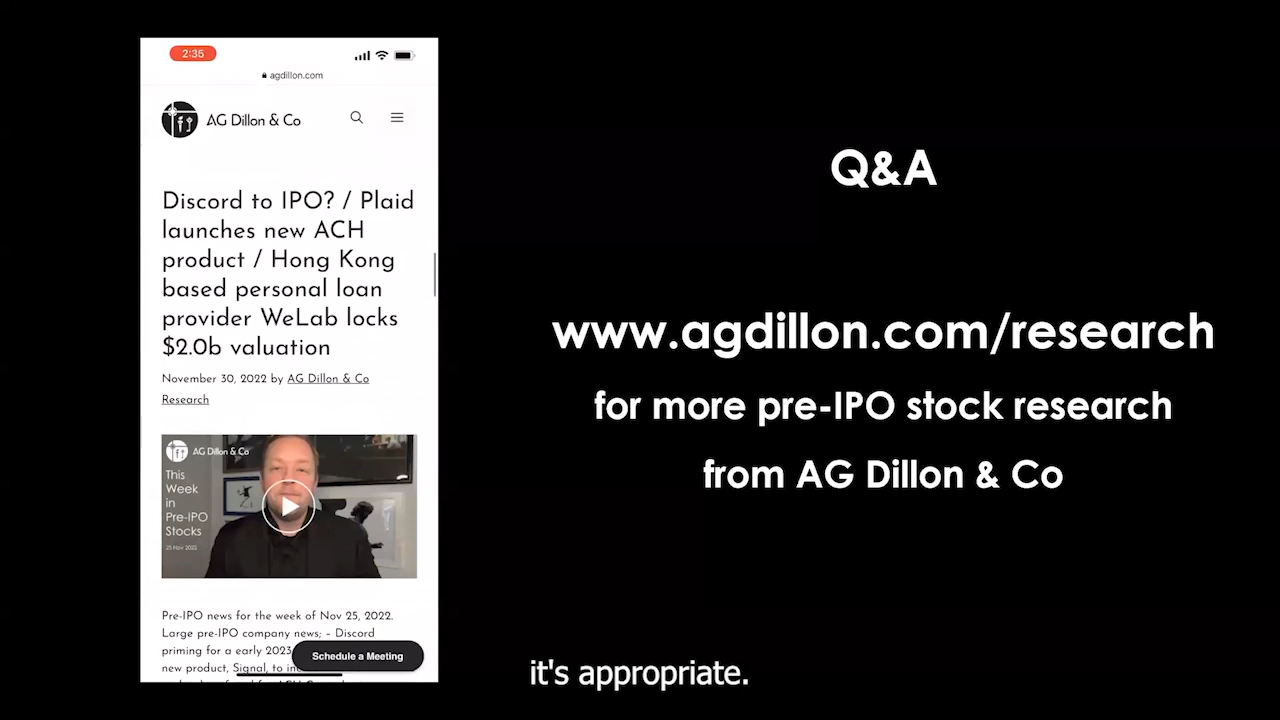 2:35
agdillon.com
AG Dillon & Co
Discord to IPO? / Plaid
launches new ACH
product / Hong Kong
based personal loan
provider WeLab locks
$2.0b valuation
November 30, 2022 by AG Dillon & Co
Research
AG Dillon & Co
This
Week
in
Pre-IPO
Stocks
25 Nov 2022
Pre-IPO news for the week of Nov 25, 2022.
Large pre-IPO company news; – Discord
priming for a early 2023
new product, Signal, to
Schedule a Meeting
Q&A
www.agdillon.com/research
for more pre-IPO stock research
from AG Dillon & Co
it's appropriate.